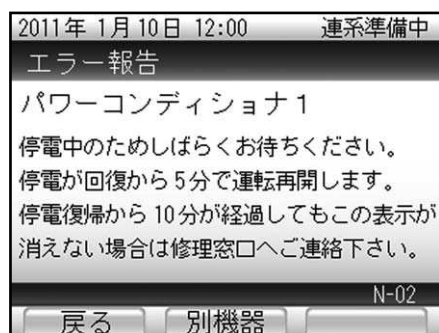 2011年 1月10日 12:00 連系準備中
エラー報告
パワーコンディショナ1
停電中のためしばらくお待ちください。
停電が回復から5分で運転再開します。
停電復帰から10分が経過してもこの表示が
消えない場合は修理窓口へご連絡下さい。
N-02
戻る 別機器